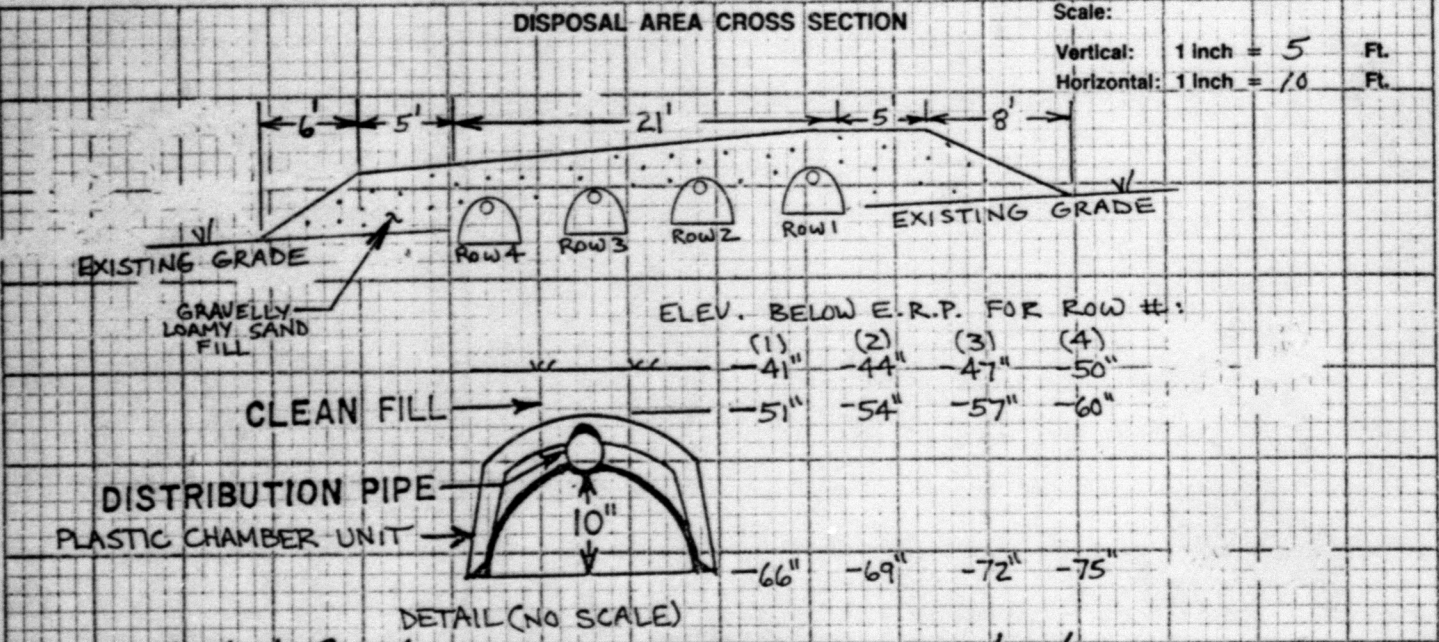 DISPOSAL AREA CROSS SECTION
Scale:
Vertical: 1 inch = 5 Ft.
Horizontal: 1 inch = 10 Ft.
6' 5' 21' 5' 8'
EXISTING GRADE
ROW 4 ROW 3 ROW 2 ROW 1
EXISTING GRADE
GRAVELLY
LOAMY SAND
FILL
ELEV. BELOW E.R.P. FOR ROW #:
(1) (2) (3) (4)
-41" -44" -47" -50"
CLEAN FILL
-51" -54" -57" -60"
DISTRIBUTION PIPE
10"
PLASTIC CHAMBER UNIT
-66" -69" -72" -75"
DETAIL (NO SCALE)